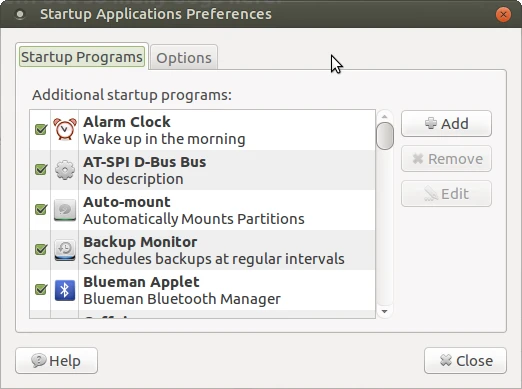 Startup Applications Preferences
Startup Programs
Options
Additional startup programs:
Alarm Clock
Wake up in the morning
AT-SPI D-Bus Bus
No description
Auto-mount
Automatically Mounts Partitions
Backup Monitor
Schedules backups at regular intervals
Blueman Applet
Blueman Bluetooth Manager
Add
Remove
Edit
Help
Close